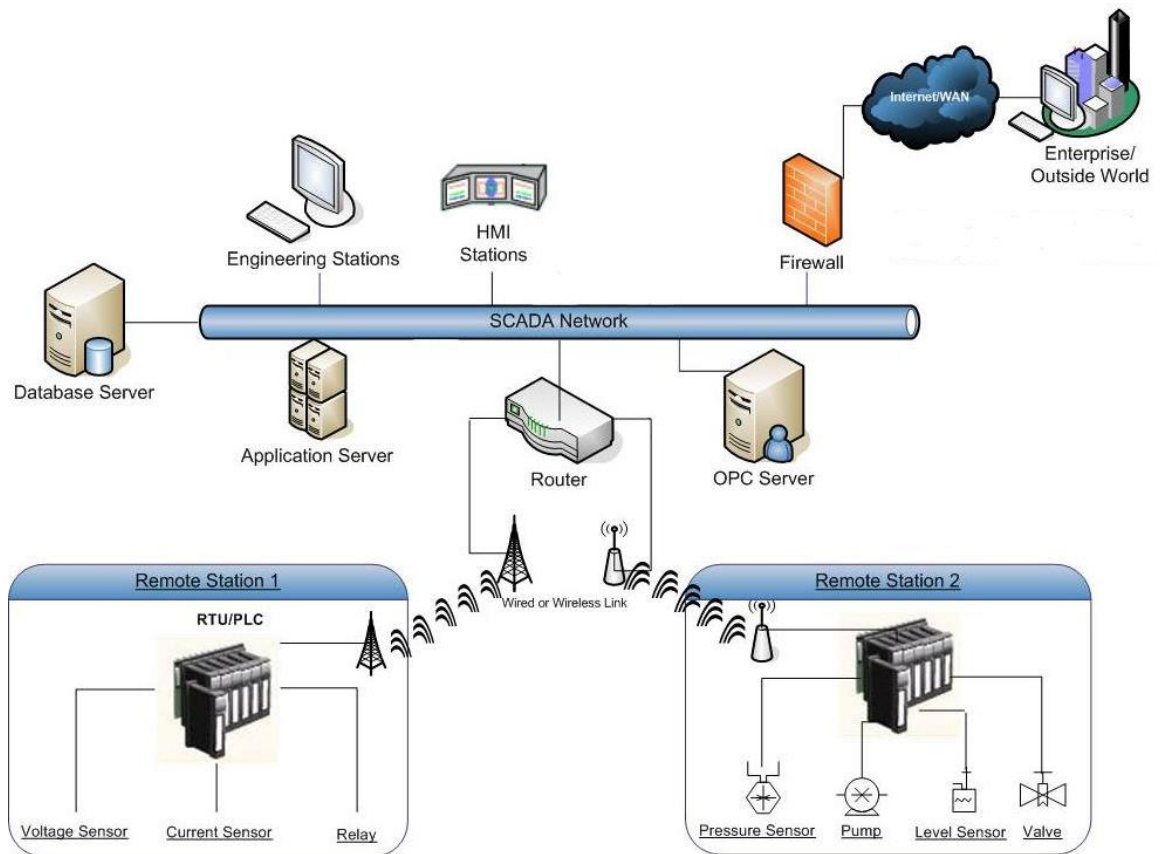 Internet/WAN
Enterprise/
Outside World
Engineering Stations
HMI
Stations
Firewall
SCADA Network
Database Server
Application Server
Router
OPC Server
Wired or Wireless Link
Remote Station 1
RTU/PLC
Voltage Sensor
Current Sensor
Relay
Remote Station 2
Pressure Sensor
Pump
Level Sensor
Valve